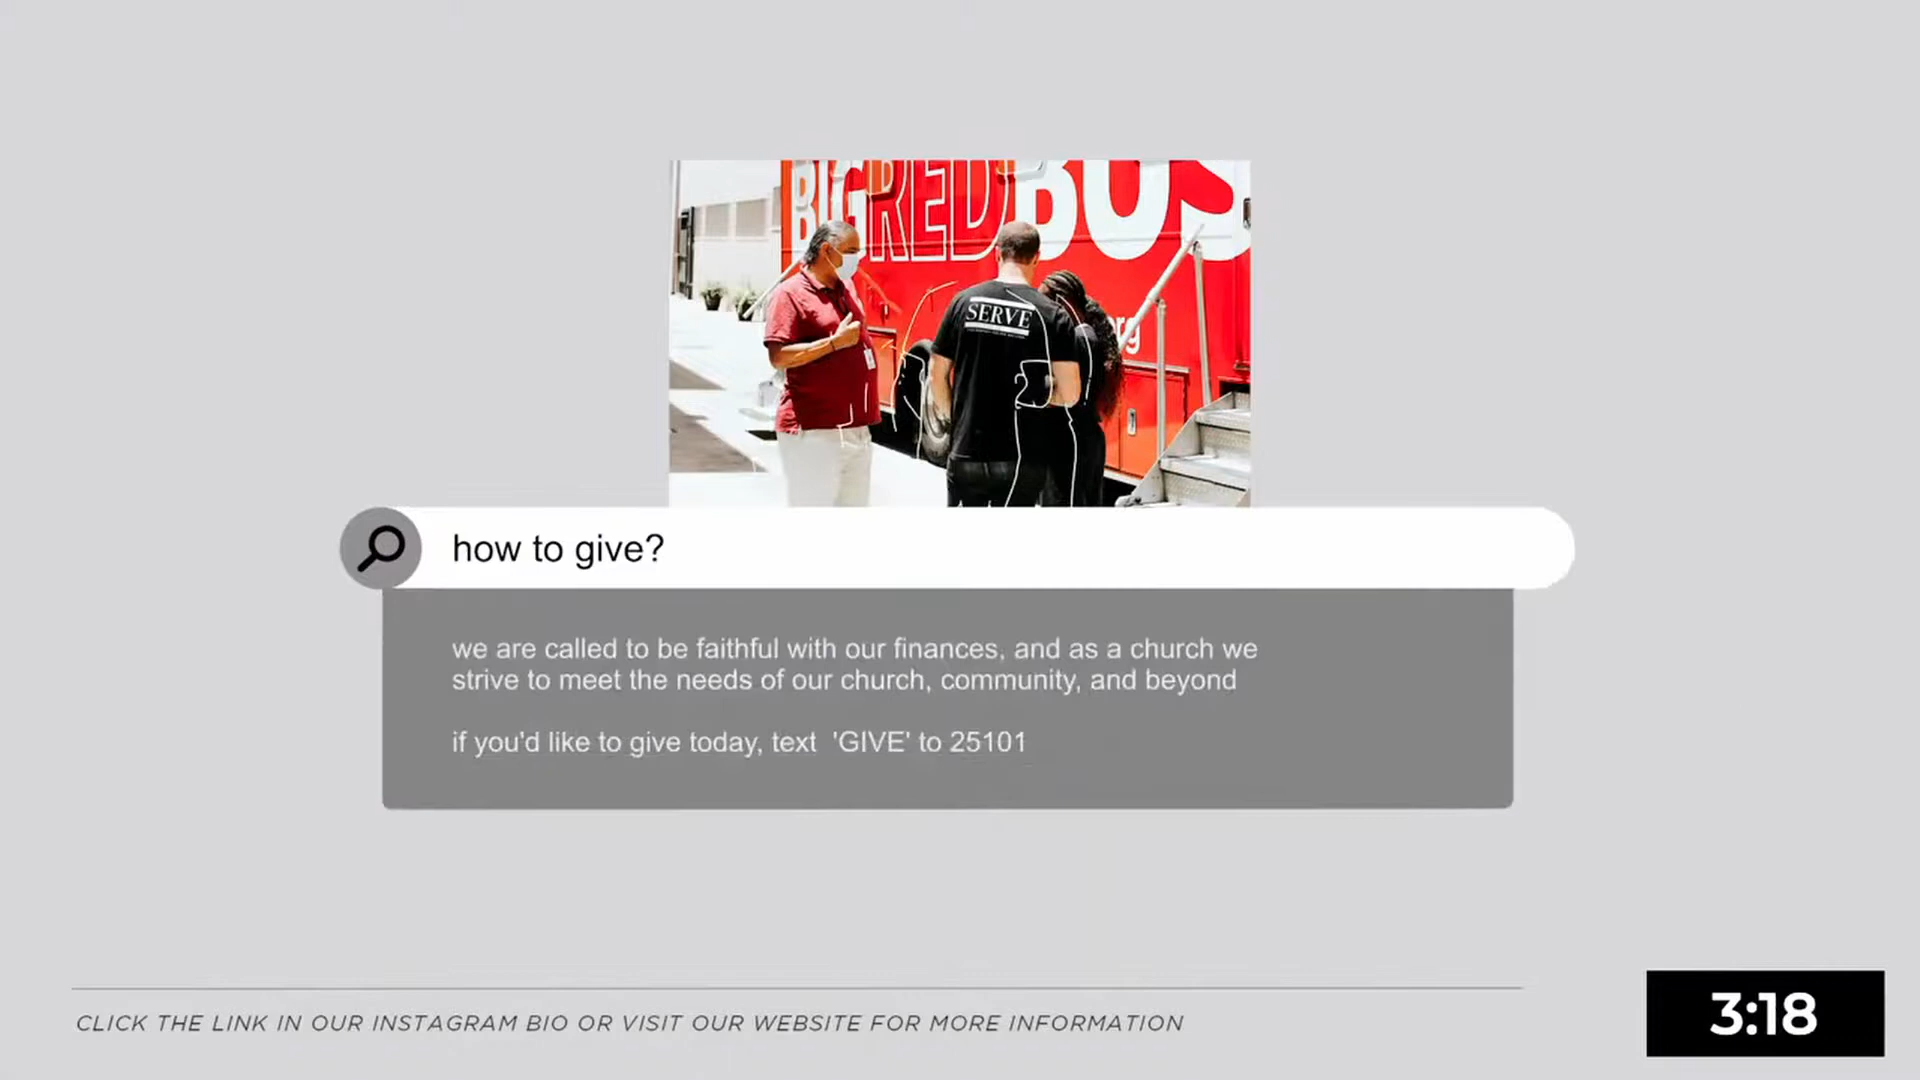 BIG RED BUS
SERVE
org
how to give?
we are called to be faithful with our finances, and as a church we
strive to meet the needs of our church, community, and beyond
if you'd like to give today, text 'GIVE' to 25101
CLICK THE LINK IN OUR INSTAGRAM BIO OR VISIT OUR WEBSITE FOR MORE INFORMATION
3:18